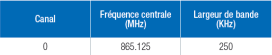 Canal
Fréquence centrale
(MHz)
Largeur de bande
(KHz)
0
865.125
250